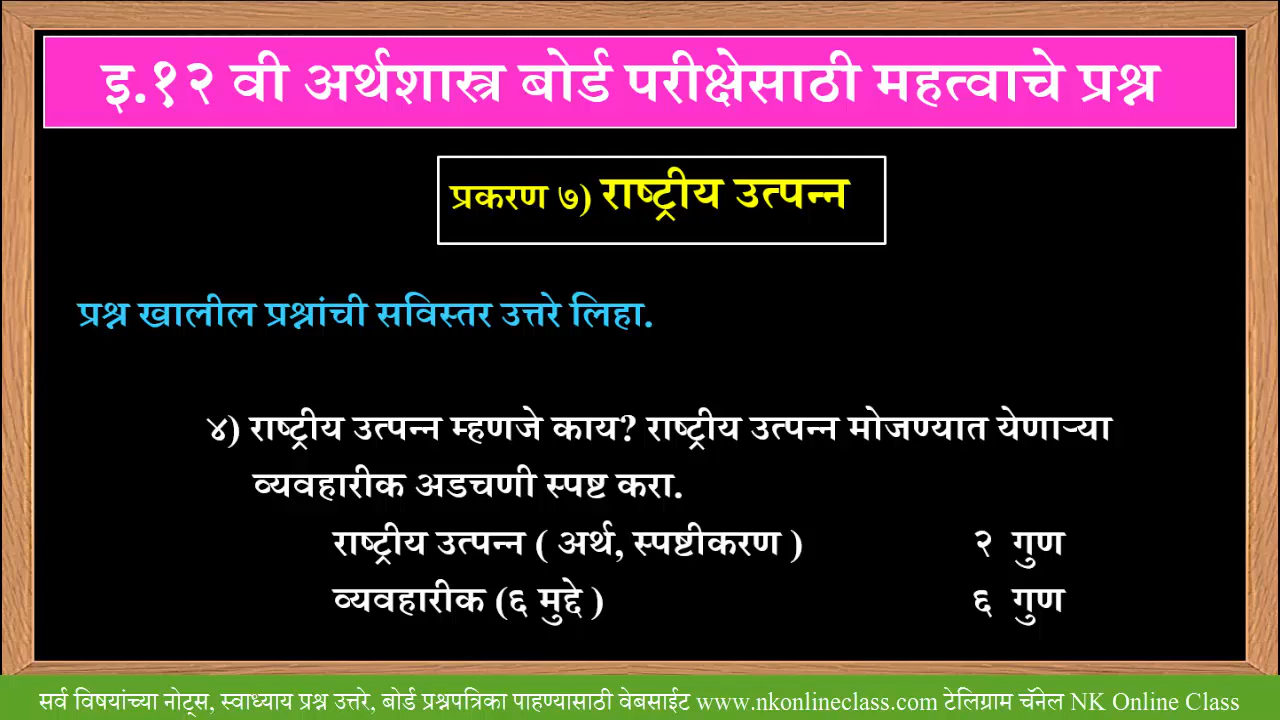 इ.१२ वी अर्थशास्त्र बोर्ड परीक्षेसाठी महत्वाचे प्रश्न
प्रकरण ७) राष्ट्रीय उत्पन्न
प्रश्न खालील प्रश्नांची सविस्तर उत्तरे लिहा.
४) राष्ट्रीय उत्पन्न म्हणजे काय? राष्ट्रीय उत्पन्न मोजण्यात येणाऱ्या
व्यवहारीक अडचणी स्पष्ट करा.
राष्ट्रीय उत्पन्न ( अर्थ, स्पष्टीकरण ) २ गुण
व्यवहारीक (६ मुद्दे ) ६ गुण
सर्व विषयांच्या नोट्स, स्वाध्याय प्रश्न उत्तरे, बोर्ड प्रश्नपत्रिका पाहण्यासाठी वेबसाईट www.nkonlineclass.com टेलिग्राम चॅनेल NK Online Class